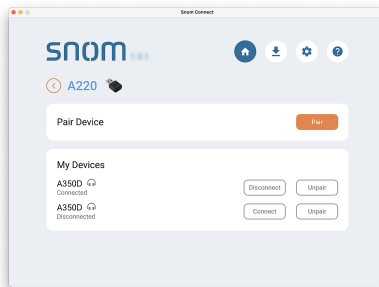 Snom Connect
snom
A220
Pair Device
Pair
My Devices
A350D
Connected
Disconnect
Unpair
A350D
Disconnected
Connect
Unpair